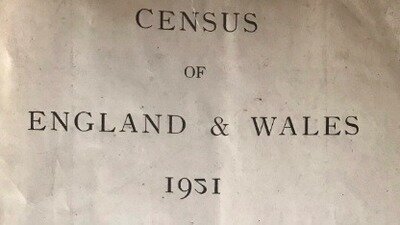 CENSUS
OF
ENGLAND & WALES
1951